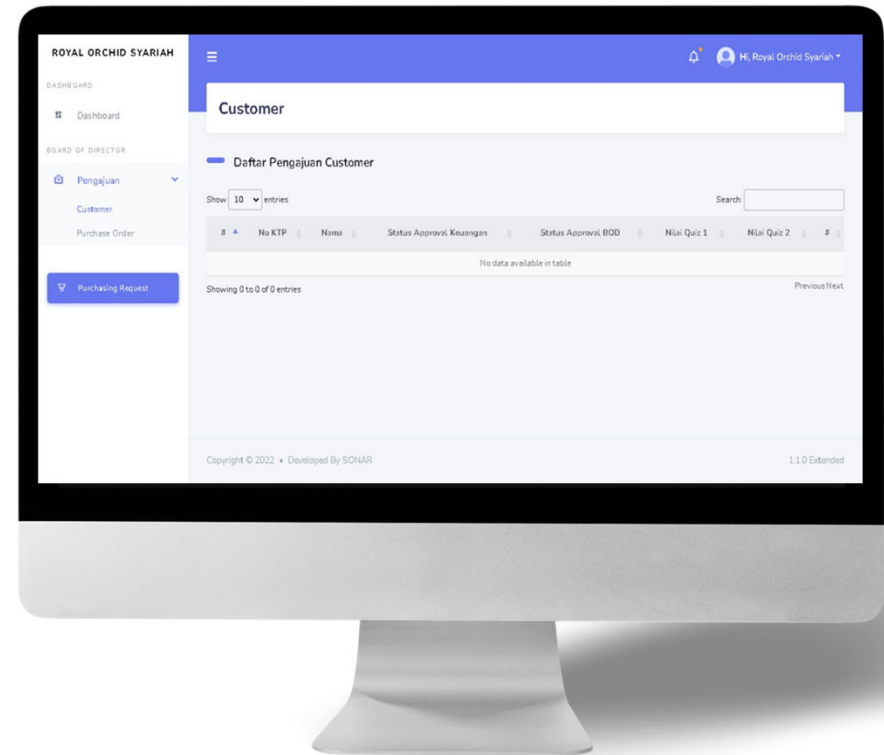 ROYAL ORCHID SYARIAH
Hi, Royal Orchid Syariah
DASHBOARD
Dashboard
BOARD OF DIRECTOR
Pengajuan
Customer
Purchase Order
Purchasing Request
Customer
Daftar Pengajuan Customer
Show 10 entries
Search:
# No KTP Nama Status Approval Keuangan Status Approval BOD Nilai Quiz 1 Nilai Quiz 2 #
No data available in table
Showing 0 to 0 of 0 entries
Previous Next
Copyright © 2022 • Developed By SONAR
1.1.0 Extended